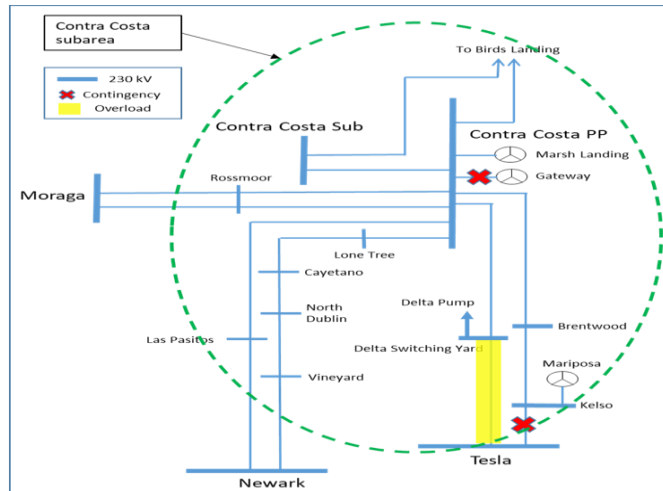 Contra Costa
subarea
To Birds Landing
230 kV
Contingency
Overload
Contra Costa Sub
Contra Costa PP
Marsh Landing
Rossmoor
Gateway
Moraga
Lone Tree
Cayetano
North
Dublin
Delta Pump
Las Pasitos
Delta Switching Yard
Brentwood
Mariposa
Vineyard
Kelso
Tesla
Newark